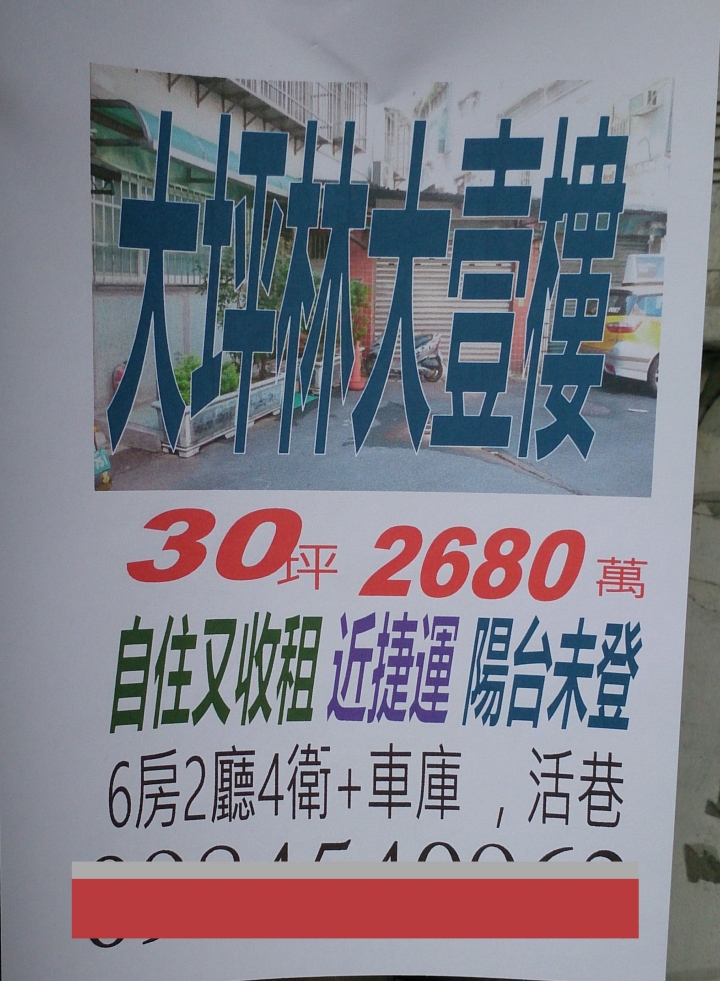 大坪林大壹樓
30坪 2680萬
自住又收租 近捷運 陽台未登
6房2廳4衛+車庫,活巷